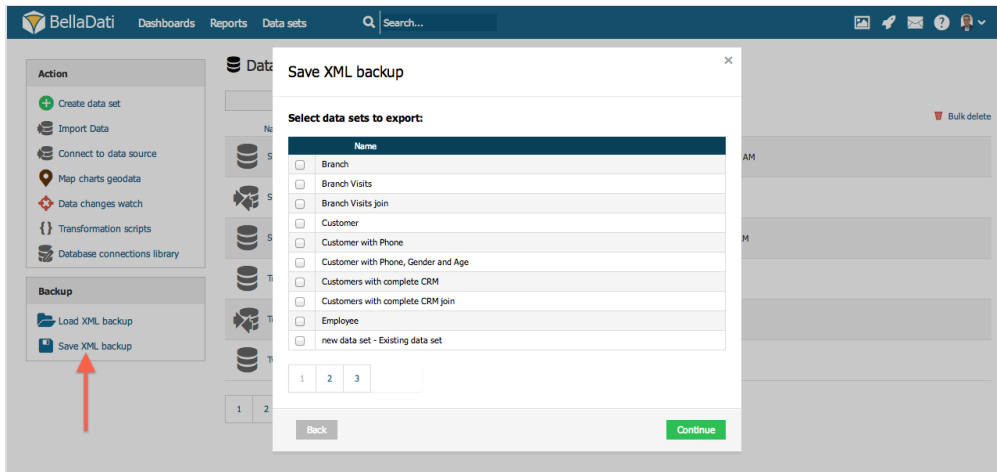 BellaDati Dashboards Reports Data sets Search...
Action
Create data set
Import Data
Connect to data source
Map charts geodata
Data changes watch
Transformation scripts
Database connections library
Backup
Load XML backup
Save XML backup
Data
Na
S
S
S
T
1 2
Bulk delete
AM
M
Save XML backup
Select data sets to export:
Name
Branch
Branch Visits
Branch Visits join
Customer
Customer with Phone
Customer with Phone, Gender and Age
Customers with complete CRM
Customers with complete CRM join
Employee
new data set - Existing data set
1 2 3
Back Continue